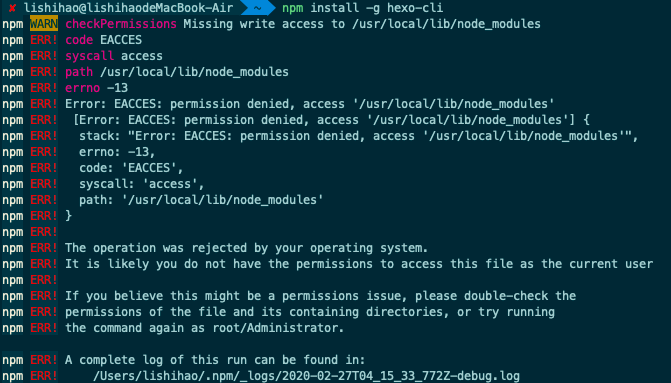 ✘ lishihao@lishihaodeMacBook-Air ~ npm install -g hexo-cli
npm WARN checkPermissions Missing write access to /usr/local/lib/node_modules
npm ERR! code EACCES
npm ERR! syscall access
npm ERR! path /usr/local/lib/node_modules
npm ERR! errno -13
npm ERR! Error: EACCES: permission denied, access '/usr/local/lib/node_modules'
npm ERR!  [Error: EACCES: permission denied, access '/usr/local/lib/node_modules'] {
npm ERR!   stack: "Error: EACCES: permission denied, access '/usr/local/lib/node_modules'",
npm ERR!   errno: -13,
npm ERR!   code: 'EACCES',
npm ERR!   syscall: 'access',
npm ERR!   path: '/usr/local/lib/node_modules'
npm ERR! }
npm ERR!
npm ERR! The operation was rejected by your operating system.
npm ERR! It is likely you do not have the permissions to access this file as the current user
npm ERR!
npm ERR! If you believe this might be a permissions issue, please double-check the
npm ERR! permissions of the file and its containing directories, or try running
npm ERR! the command again as root/Administrator.
npm ERR! A complete log of this run can be found in:
npm ERR!     /Users/lishihao/.npm/_logs/2020-02-27T04_15_33_772Z-debug.log